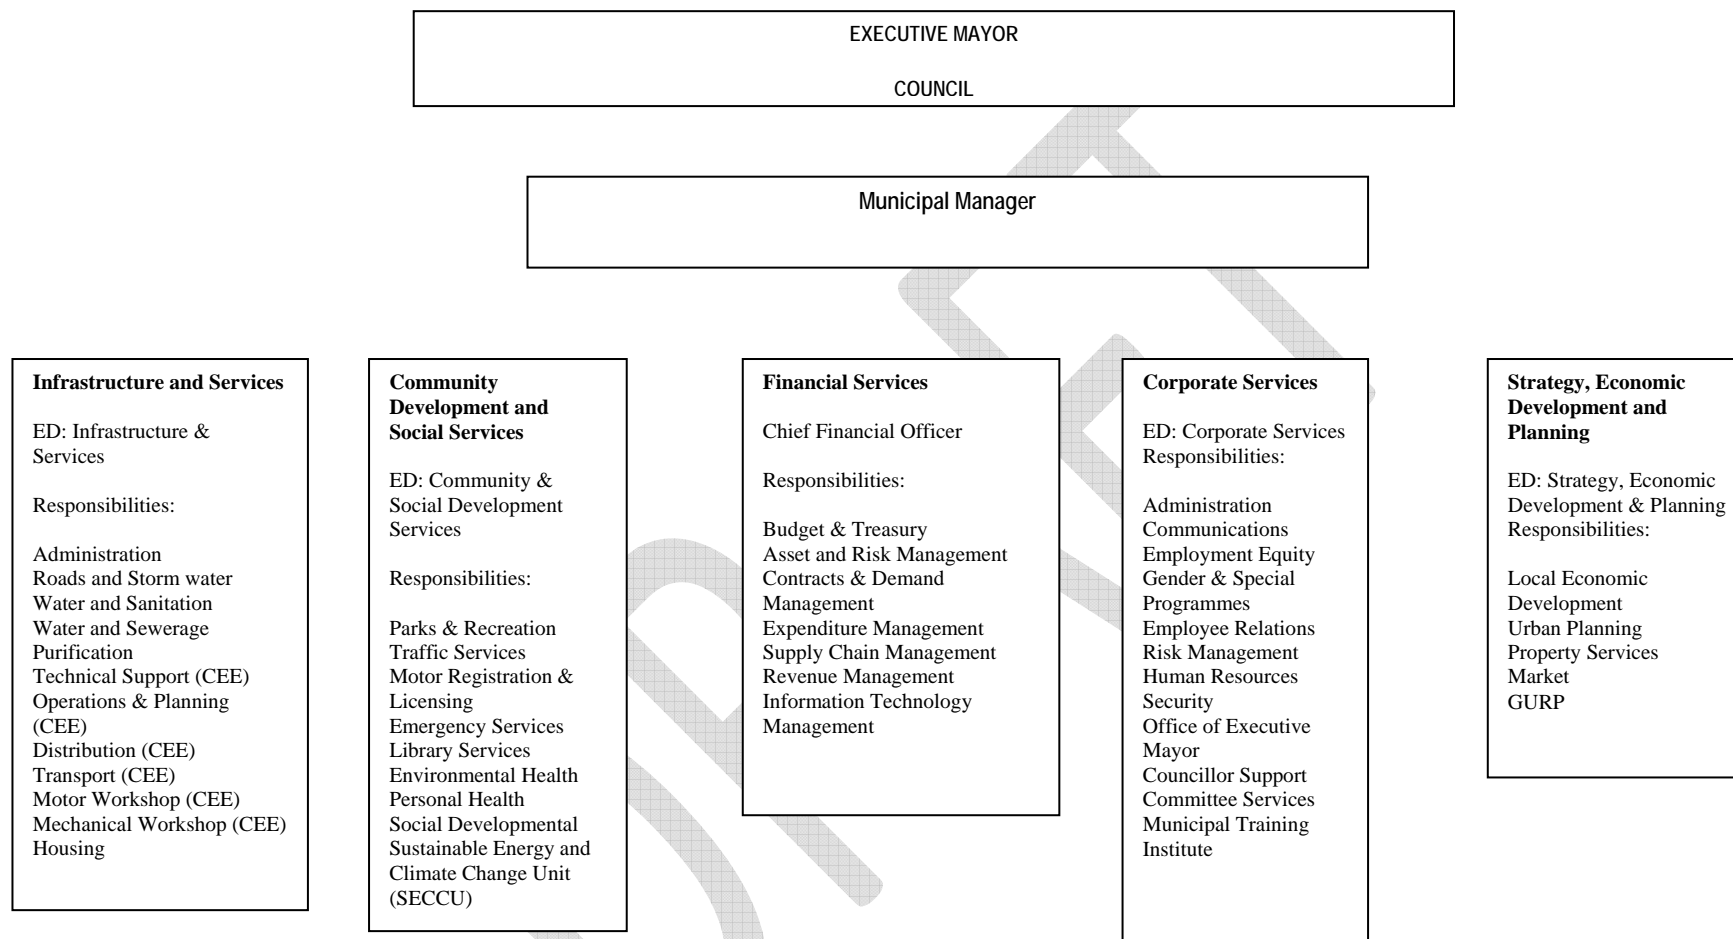 EXECUTIVE MAYOR
COUNCIL
Municipal Manager
Infrastructure and Services
ED: Infrastructure &
Services
Responsibilities:
Administration
Roads and Storm water
Water and Sanitation
Water and Sewerage
Purification
Technical Support (CEE)
Operations & Planning
(CEE)
Distribution (CEE)
Transport (CEE)
Motor Workshop (CEE)
Mechanical Workshop (CEE)
Housing
Community
Development and
Social Services
ED: Community &
Social Development
Services
Responsibilities:
Parks & Recreation
Traffic Services
Motor Registration &
Licensing
Emergency Services
Library Services
Environmental Health
Personal Health
Social Developmental
Sustainable Energy and
Climate Change Unit
(SECCU)
Financial Services
Chief Financial Officer
Responsibilities:
Budget & Treasury
Asset and Risk Management
Contracts & Demand
Management
Expenditure Management
Supply Chain Management
Revenue Management
Information Technology
Management
Corporate Services
ED: Corporate Services
Responsibilities:
Administration
Communications
Employment Equity
Gender & Special
Programmes
Employee Relations
Risk Management
Human Resources
Security
Office of Executive
Mayor
Councillor Support
Committee Services
Municipal Training
Institute
Strategy, Economic
Development and
Planning
ED: Strategy, Economic
Development & Planning
Responsibilities:
Local Economic
Development
Urban Planning
Property Services
Market
GURP